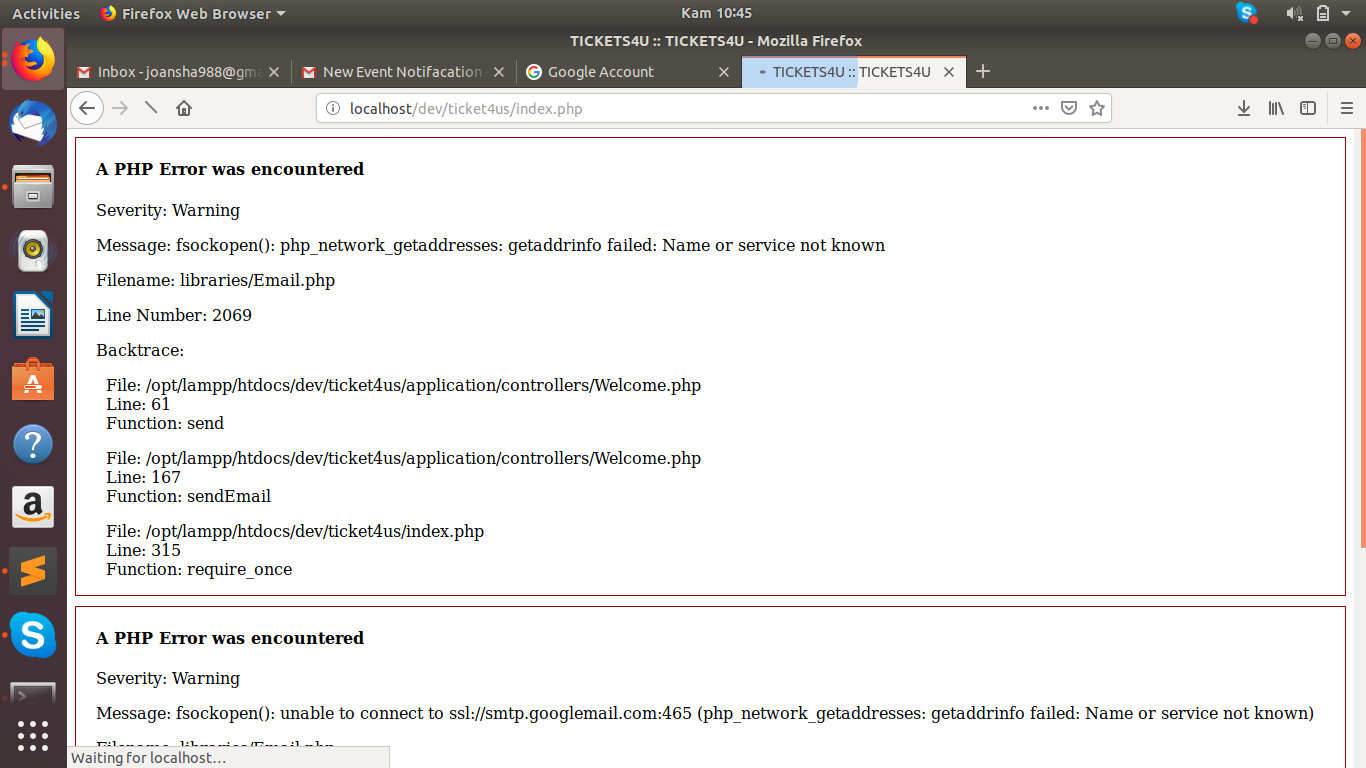 Activities
Firefox Web Browser
Kam 10:45
TICKETS4U :: TICKETS4U - Mozilla Firefox
Inbox - joansha988@gma
New Event Notifacation
Google Account
TICKETS4U :: TICKETS4U
localhost/dev/ticket4us/index.php
A PHP Error was encountered
Severity: Warning
Message: fsockopen(): php_network_getaddresses: getaddrinfo failed: Name or service not known
Filename: libraries/Email.php
Line Number: 2069
Backtrace:
File: /opt/lampp/htdocs/dev/ticket4us/application/controllers/Welcome.php
Line: 61
Function: send
File: /opt/lampp/htdocs/dev/ticket4us/application/controllers/Welcome.php
Line: 167
Function: sendEmail
File: /opt/lampp/htdocs/dev/ticket4us/index.php
Line: 315
Function: require_once
A PHP Error was encountered
Severity: Warning
Message: fsockopen(): unable to connect to ssl://smtp.googlemail.com:465 (php_network_getaddresses: getaddrinfo failed: Name or service not known)
Filename: libraries/Email.php
Waiting for localhost…